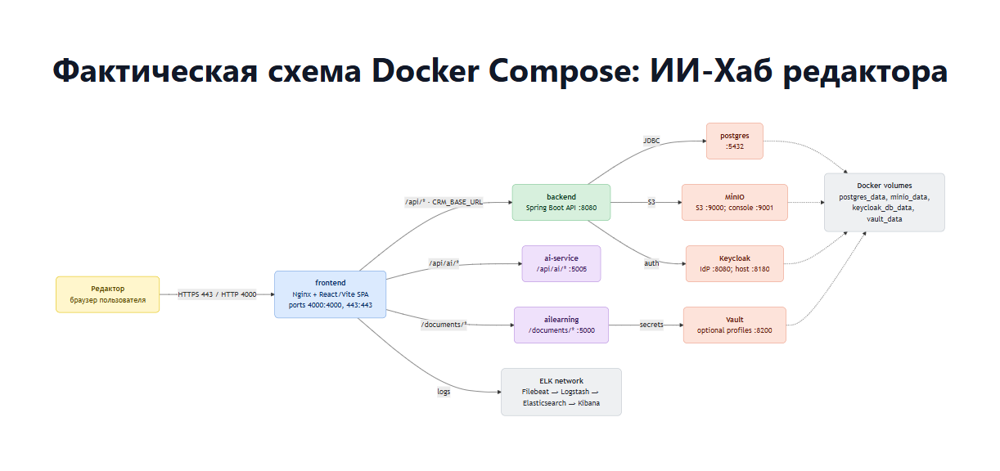 Фактическая схема Docker Compose: ИИ-Хаб редактора
Редактор
браузер пользователя
HTTPS 443 / HTTP 4000
frontend
Nginx + React/Vite SPA
ports 4000:4000, 443:443
/api/* · CRM_BASE_URL
/api/ai/*
/documents/*
logs
backend
Spring Boot API :8080
ai-service
/api/ai/* :5005
ailearning
/documents/* :5000
ELK network
Filebeat → Logstash →
Elasticsearch → Kibana
JDBC
S3
auth
secrets
postgres
:5432
MinIO
S3 :9000; console :9001
Keycloak
IdP :8080; host :8180
Vault
optional profiles :8200
Docker volumes
postgres_data, minio_data,
keycloak_db_data,
vault_data